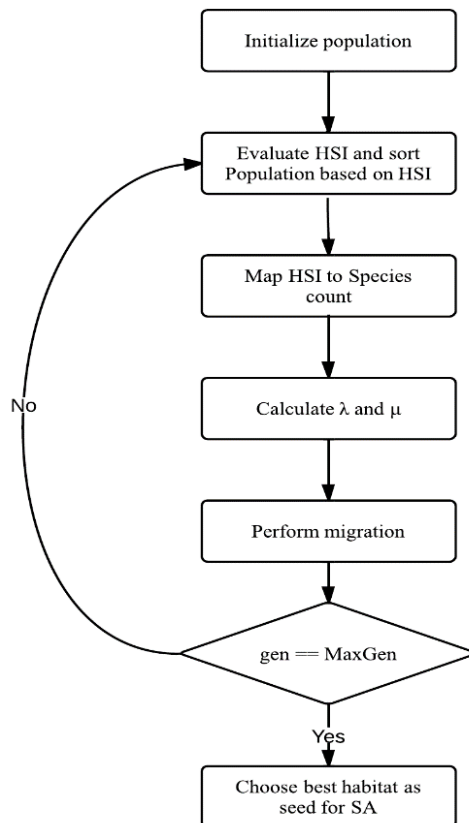 Initialize population
Evaluate HSI and sort
Population based on HSI
Map HSI to Species
count
Calculate λ and μ
No
Perform migration
gen == MaxGen
Yes
Choose best habitat as
seed for SA